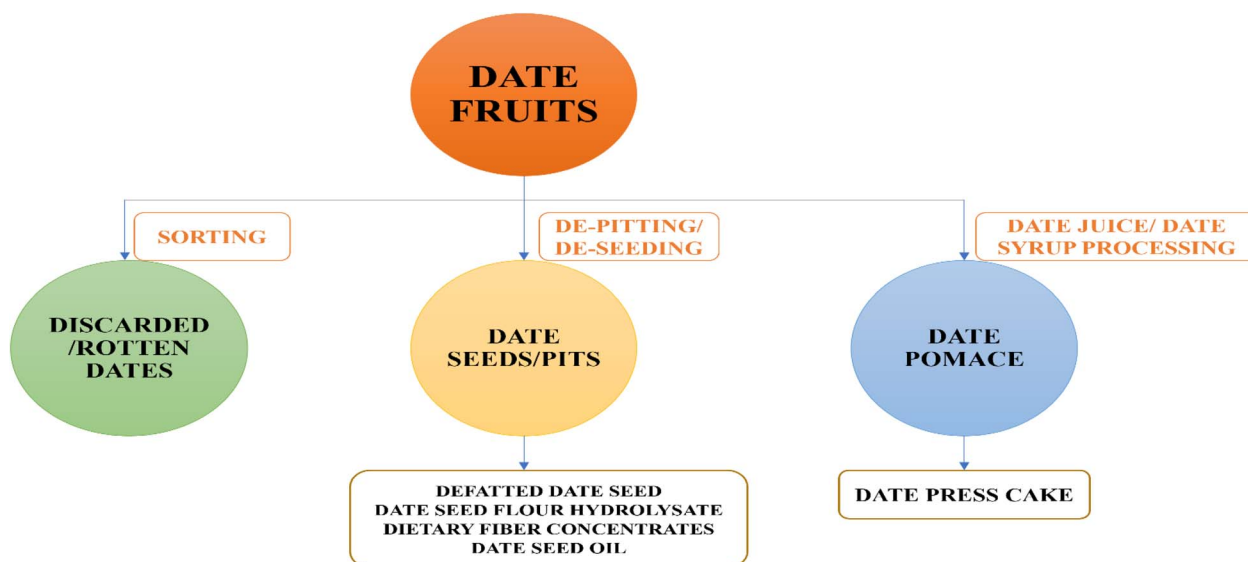 DATE
FRUITS
SORTING
DE-PITTING/
DE-SEEDING
DATE JUICE/ DATE
SYRUP PROCESSING
DISCARDED
/ROTTEN
DATES
DATE
SEEDS/PITS
DATE
POMACE
DEFATTED DATE SEED
DATE SEED FLOUR HYDROLYSATE
DIETARY FIBER CONCENTRATES
DATE SEED OIL
DATE PRESS CAKE